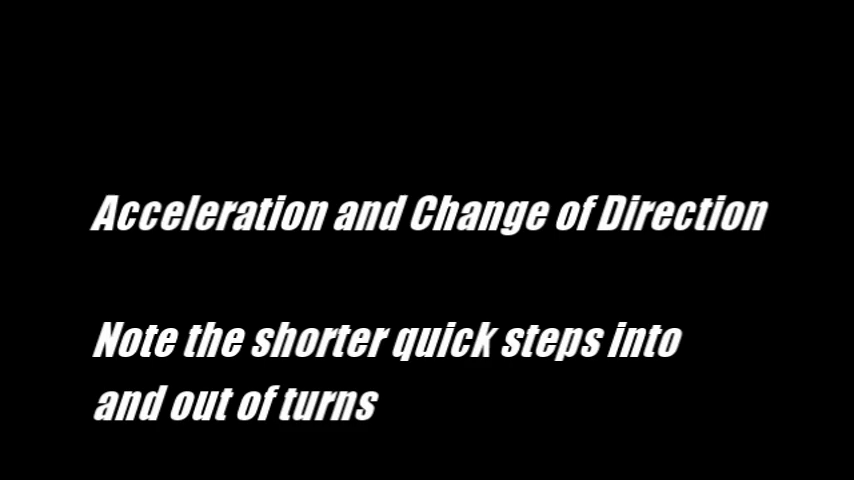 Acceleration and Change of Direction
Note the shorter quick steps into
and out of turns